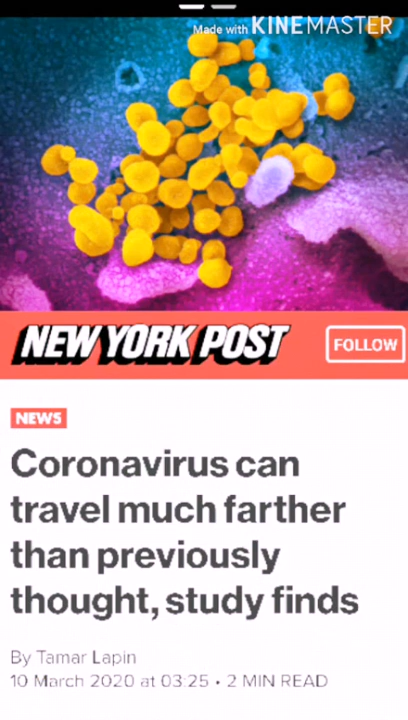 Made with KINEMASTER
NEW YORK POST
FOLLOW
NEWS
Coronavirus can
travel much farther
than previously
thought, study finds
By Tamar Lapin
10 March 2020 at 03:25 • 2 MIN READ